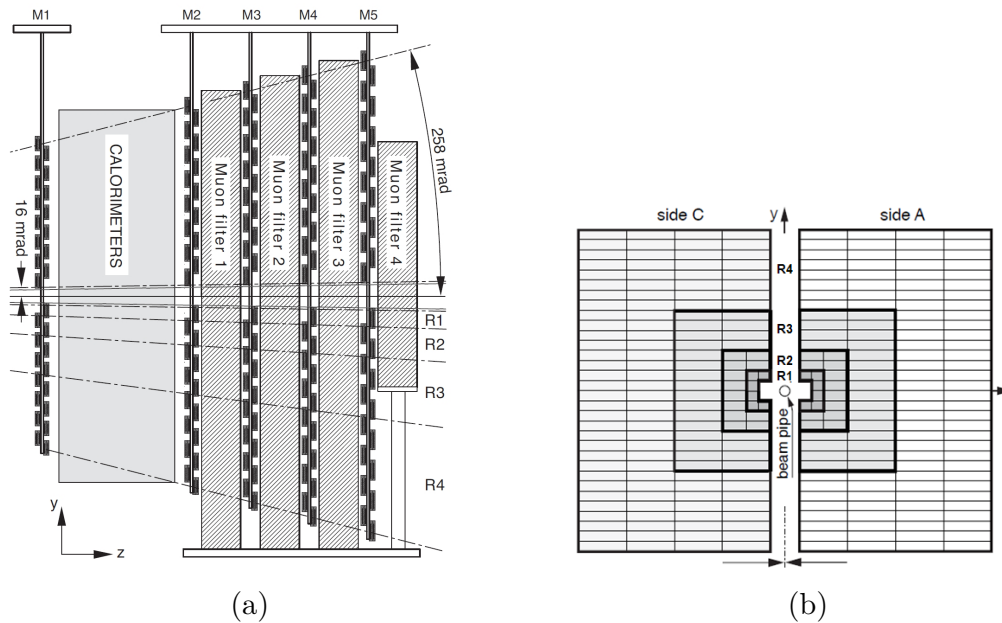 M1
M2
M3
M4
M5
CALORIMETERS
Muon filter 1
Muon filter 2
Muon filter 3
Muon filter 4
258 mrad
16 mrad
R1
R2
R3
R4
y
z
(a)
side C
y
side A
R4
R3
R2
R1
beam pipe
(b)